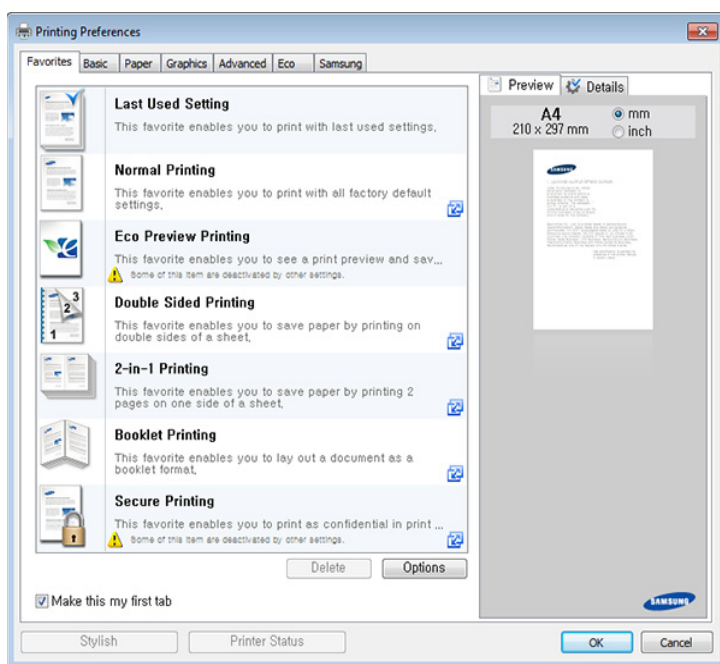 Printing Preferences
Favorites Basic Paper Graphics Advanced Eco Samsung
Last Used Setting
This favorite enables you to print with last used settings.
Normal Printing
This favorite enables you to print with all factory default
settings.
Eco Preview Printing
This favorite enables you to see a print preview and sav...
Some of this item are deactivated by other settings.
Double Sided Printing
This favorite enables you to save paper by printing on
double sides of a sheet.
1 2 3
2-in-1 Printing
This favorite enables you to save paper by printing 2
pages on one side of a sheet.
Booklet Printing
This favorite enables you to lay out a document as a
booklet format.
Secure Printing
This favorite enables you to print as confidential in print ...
Some of this item are deactivated by other settings.
Delete Options
Make this my first tab
Stylish Printer Status
Preview Details
A4
210 x 297 mm
mm
inch
SAMSUNG
SAMSUNG
OK Cancel